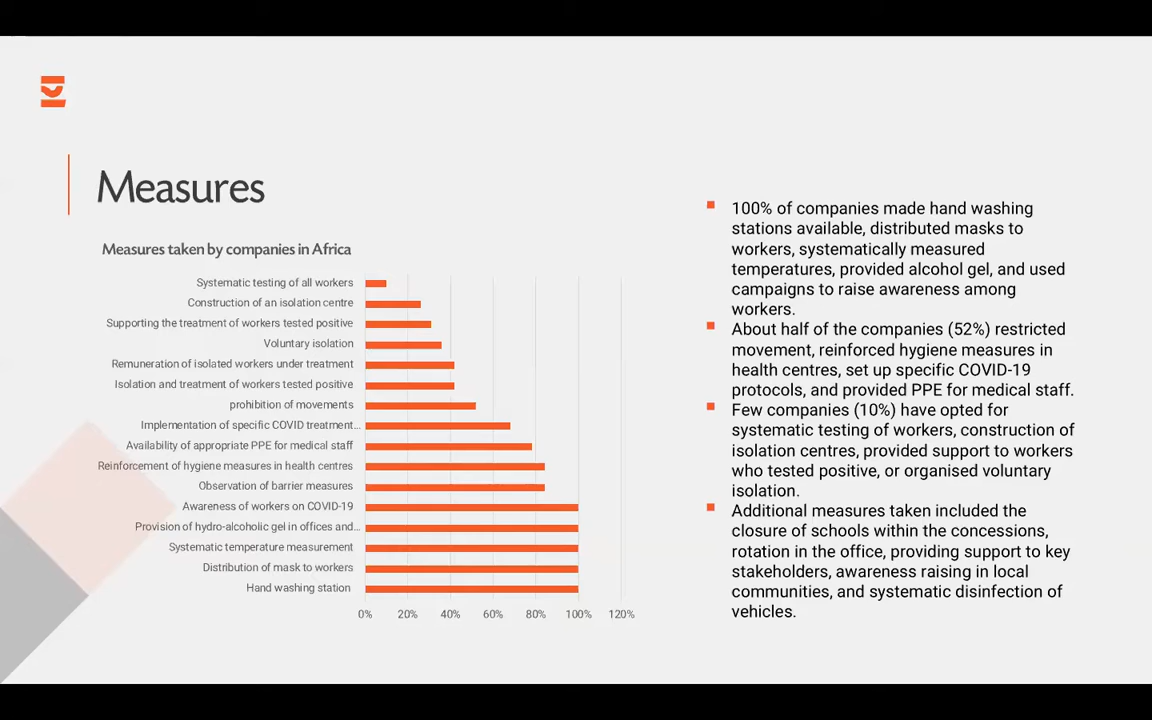 Measures
Measures taken by companies in Africa
Systematic testing of all workers
Construction of an isolation centre
Supporting the treatment of workers tested positive
Voluntary isolation
Remuneration of isolated workers under treatment
Isolation and treatment of workers tested positive
prohibition of movements
Implementation of specific COVID treatment...
Availability of appropriate PPE for medical staff
Reinforcement of hygiene measures in health centres
Observation of barrier measures
Awareness of workers on COVID-19
Provision of hydro-alcoholic gel in offices and...
Systematic temperature measurement
Distribution of mask to workers
Hand washing station
0% 20% 40% 60% 80% 100% 120%
100% of companies made hand washing
stations available, distributed masks to
workers, systematically measured
temperatures, provided alcohol gel, and used
campaigns to raise awareness among
workers.
About half of the companies (52%) restricted
movement, reinforced hygiene measures in
health centres, set up specific COVID-19
protocols, and provided PPE for medical staff.
Few companies (10%) have opted for
systematic testing of workers, construction of
isolation centres, provided support to workers
who tested positive, or organised voluntary
isolation.
Additional measures taken included the
closure of schools within the concessions,
rotation in the office, providing support to key
stakeholders, awareness raising in local
communities, and systematic disinfection of
vehicles.